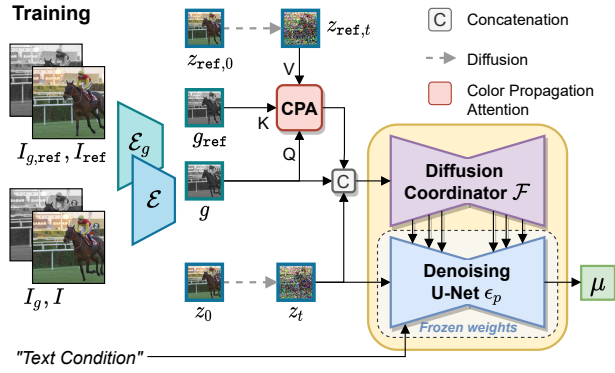 Training
z_ref,0
z_ref,t
C Concatenation
Diffusion
Color Propagation
Attention
V
CPA
K
Q
g_ref
I_g,ref, I_ref
ℰ_g
ℰ
g
C
Diffusion
Coordinator ℱ
I_g, I
z_0
z_t
Denoising
U-Net ϵ_p
Frozen weights
μ
"Text Condition"